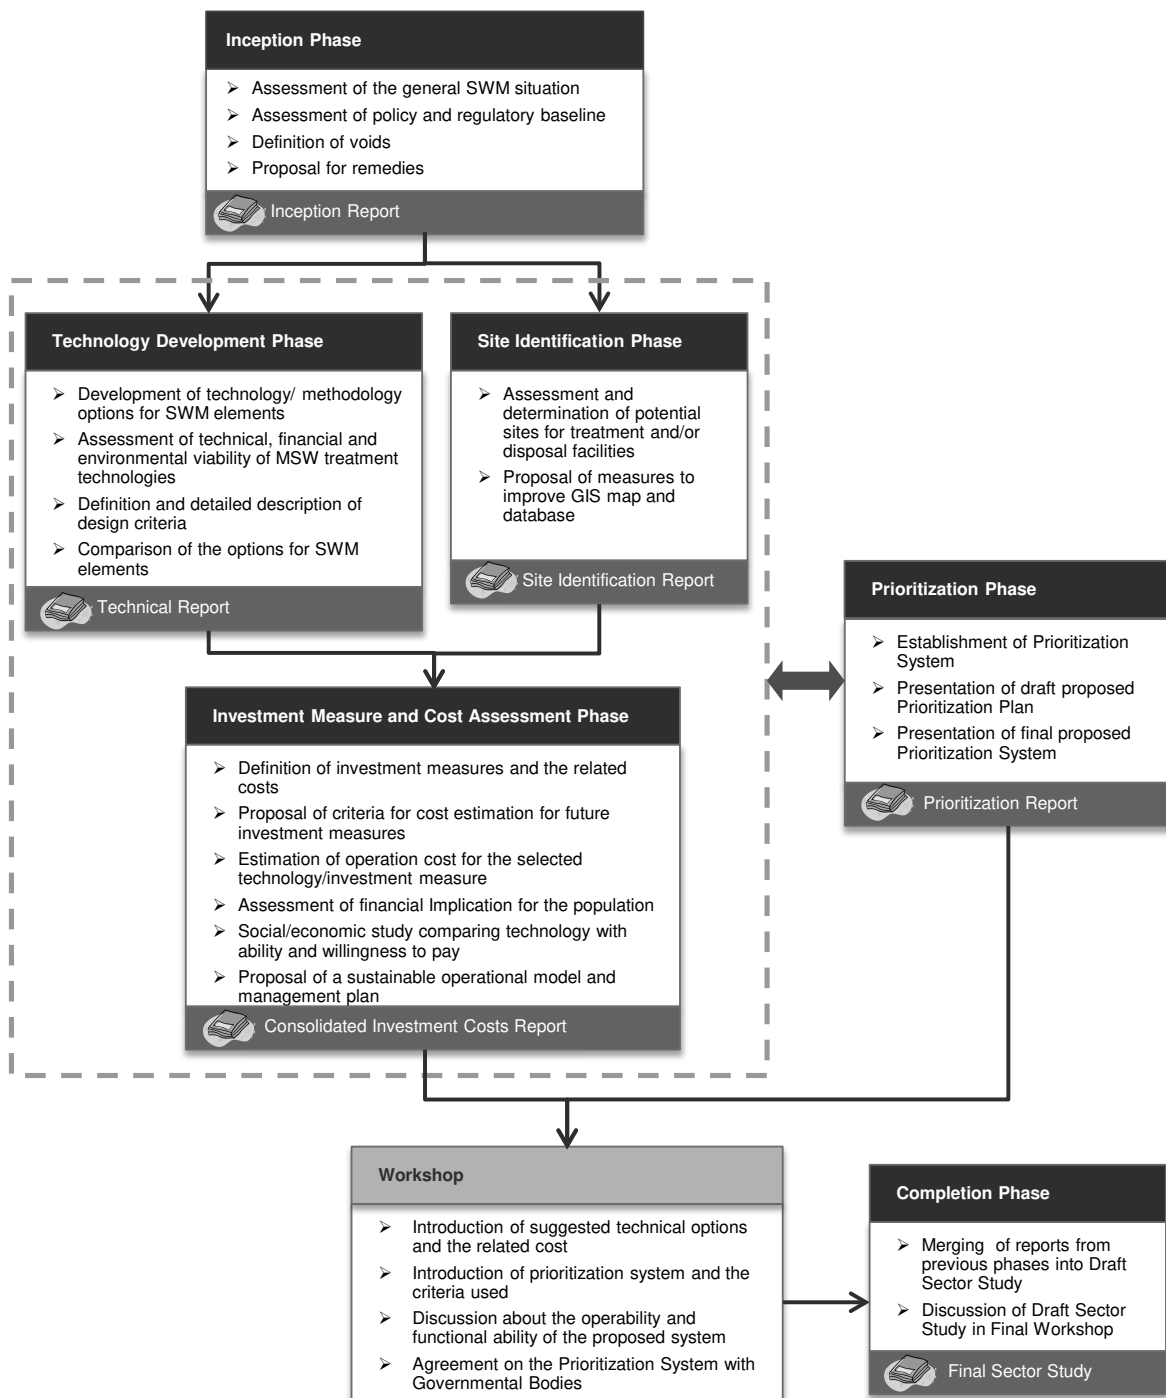 Inception Phase
Assessment of the general SWM situation
Assessment of policy and regulatory baseline
Definition of voids
Proposal for remedies
Inception Report
Technology Development Phase
Development of technology/ methodology
options for SWM elements
Assessment of technical, financial and
environmental viability of MSW treatment
technologies
Definition and detailed description of
design criteria
Comparison of the options for SWM
elements
Technical Report
Site Identification Phase
Assessment and
determination of potential
sites for treatment and/or
disposal facilities
Proposal of measures to
improve GIS map and
database
Site Identification Report
Prioritization Phase
Establishment of Prioritization
System
Presentation of draft proposed
Prioritization Plan
Presentation of final proposed
Prioritization System
Prioritization Report
Investment Measure and Cost Assessment Phase
Definition of investment measures and the related
costs
Proposal of criteria for cost estimation for future
investment measures
Estimation of operation cost for the selected
technology/investment measure
Assessment of financial Implication for the population
Social/economic study comparing technology with
ability and willingness to pay
Proposal of a sustainable operational model and
management plan
Consolidated Investment Costs Report
Workshop
Introduction of suggested technical options
and the related cost
Introduction of prioritization system and the
criteria used
Discussion about the operability and
functional ability of the proposed system
Agreement on the Prioritization System with
Governmental Bodies
Completion Phase
Merging of reports from
previous phases into Draft
Sector Study
Discussion of Draft Sector
Study in Final Workshop
Final Sector Study